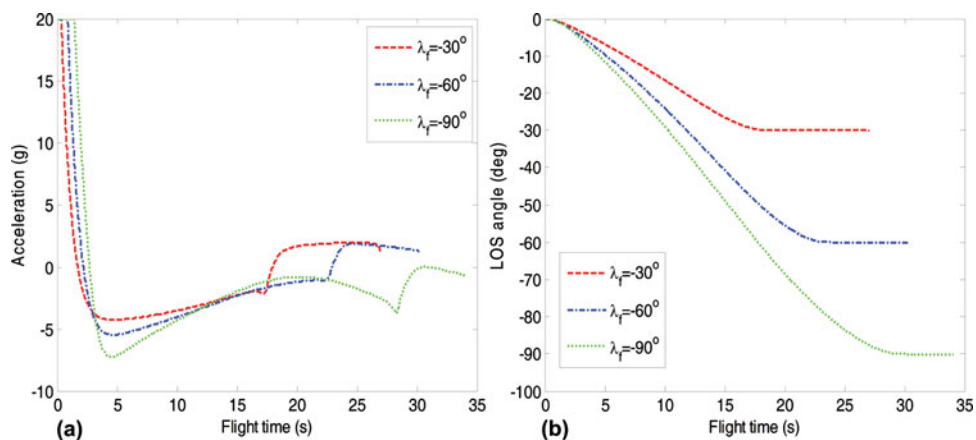 20
15
10
5
0
-5
-10
Acceleration (g)
λf=-30°
λf=-60°
λf=-90°
0 5 10 15 20 25 30 35
Flight time (s)
(a)
0
-10
-20
-30
-40
-50
-60
-70
-80
-90
-100
LOS angle (deg)
λf=-30°
λf=-60°
λf=-90°
0 5 10 15 20 25 30 35
Flight time (s)
(b)